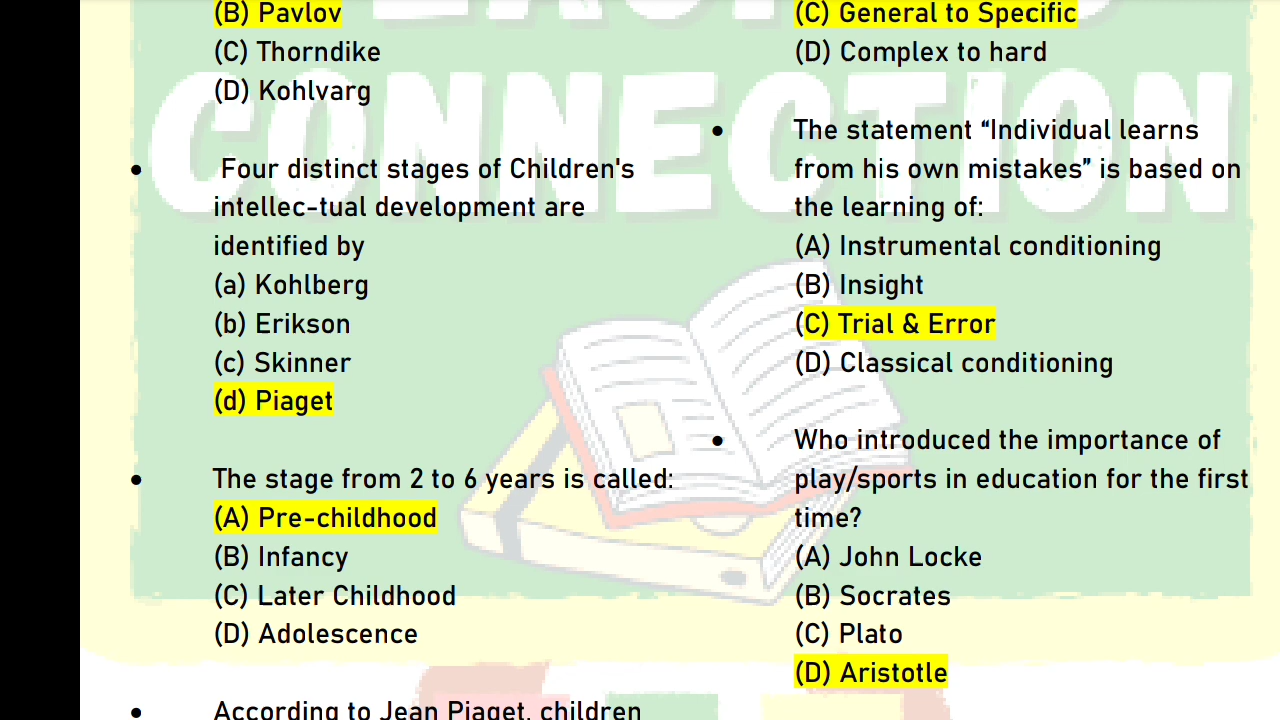 (B) Pavlov
(C) Thorndike
(D) Kohlvarg
• Four distinct stages of Children's
intellec-tual development are
identified by
(a) Kohlberg
(b) Erikson
(c) Skinner
(d) Piaget
• The stage from 2 to 6 years is called:
(A) Pre-childhood
(B) Infancy
(C) Later Childhood
(D) Adolescence
• According to Jean Piaget, children
(C) General to Specific
(D) Complex to hard
• The statement “Individual learns
from his own mistakes” is based on
the learning of:
(A) Instrumental conditioning
(B) Insight
(C) Trial & Error
(D) Classical conditioning
• Who introduced the importance of
play/sports in education for the first
time?
(A) John Locke
(B) Socrates
(C) Plato
(D) Aristotle
CONNECTION